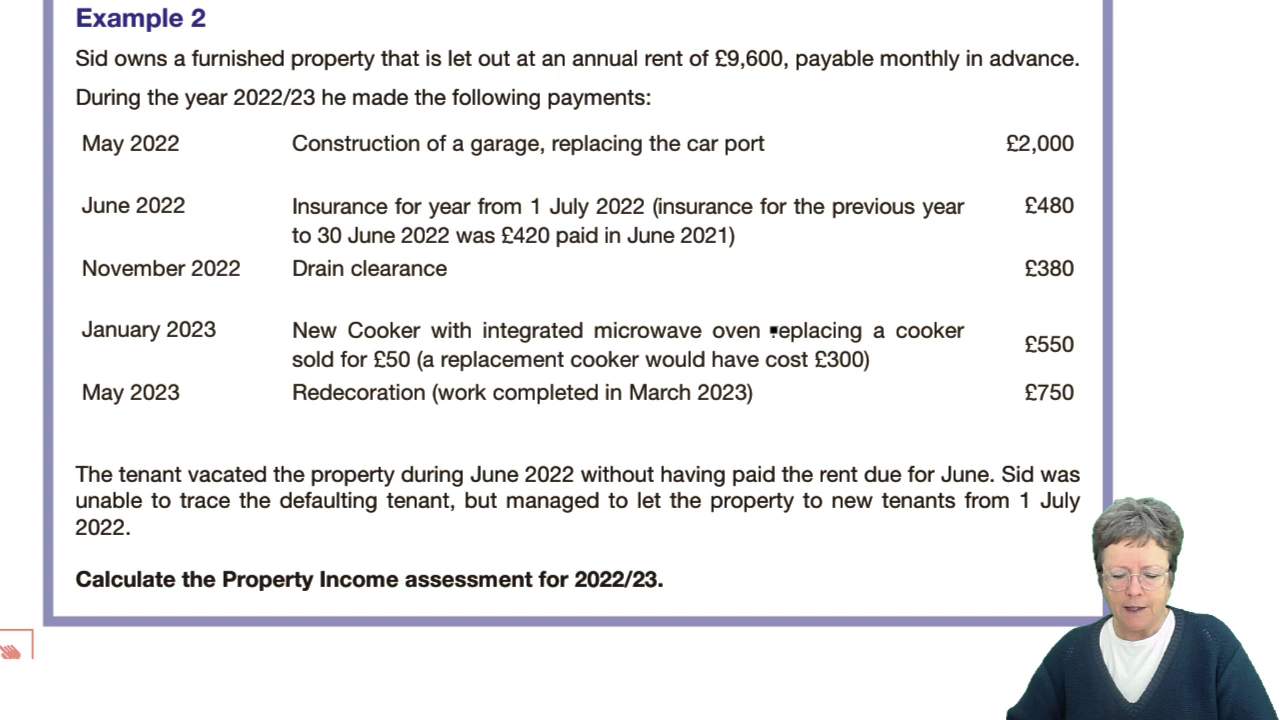 Example 2
Sid owns a furnished property that is let out at an annual rent of £9,600, payable monthly in advance.
During the year 2022/23 he made the following payments:
May 2022 Construction of a garage, replacing the car port £2,000
June 2022 Insurance for year from 1 July 2022 (insurance for the previous year £480
to 30 June 2022 was £420 paid in June 2021)
November 2022 Drain clearance £380
January 2023 New Cooker with integrated microwave oven replacing a cooker £550
sold for £50 (a replacement cooker would have cost £300)
May 2023 Redecoration (work completed in March 2023) £750
The tenant vacated the property during June 2022 without having paid the rent due for June. Sid was
unable to trace the defaulting tenant, but managed to let the property to new tenants from 1 July
2022.
Calculate the Property Income assessment for 2022/23.